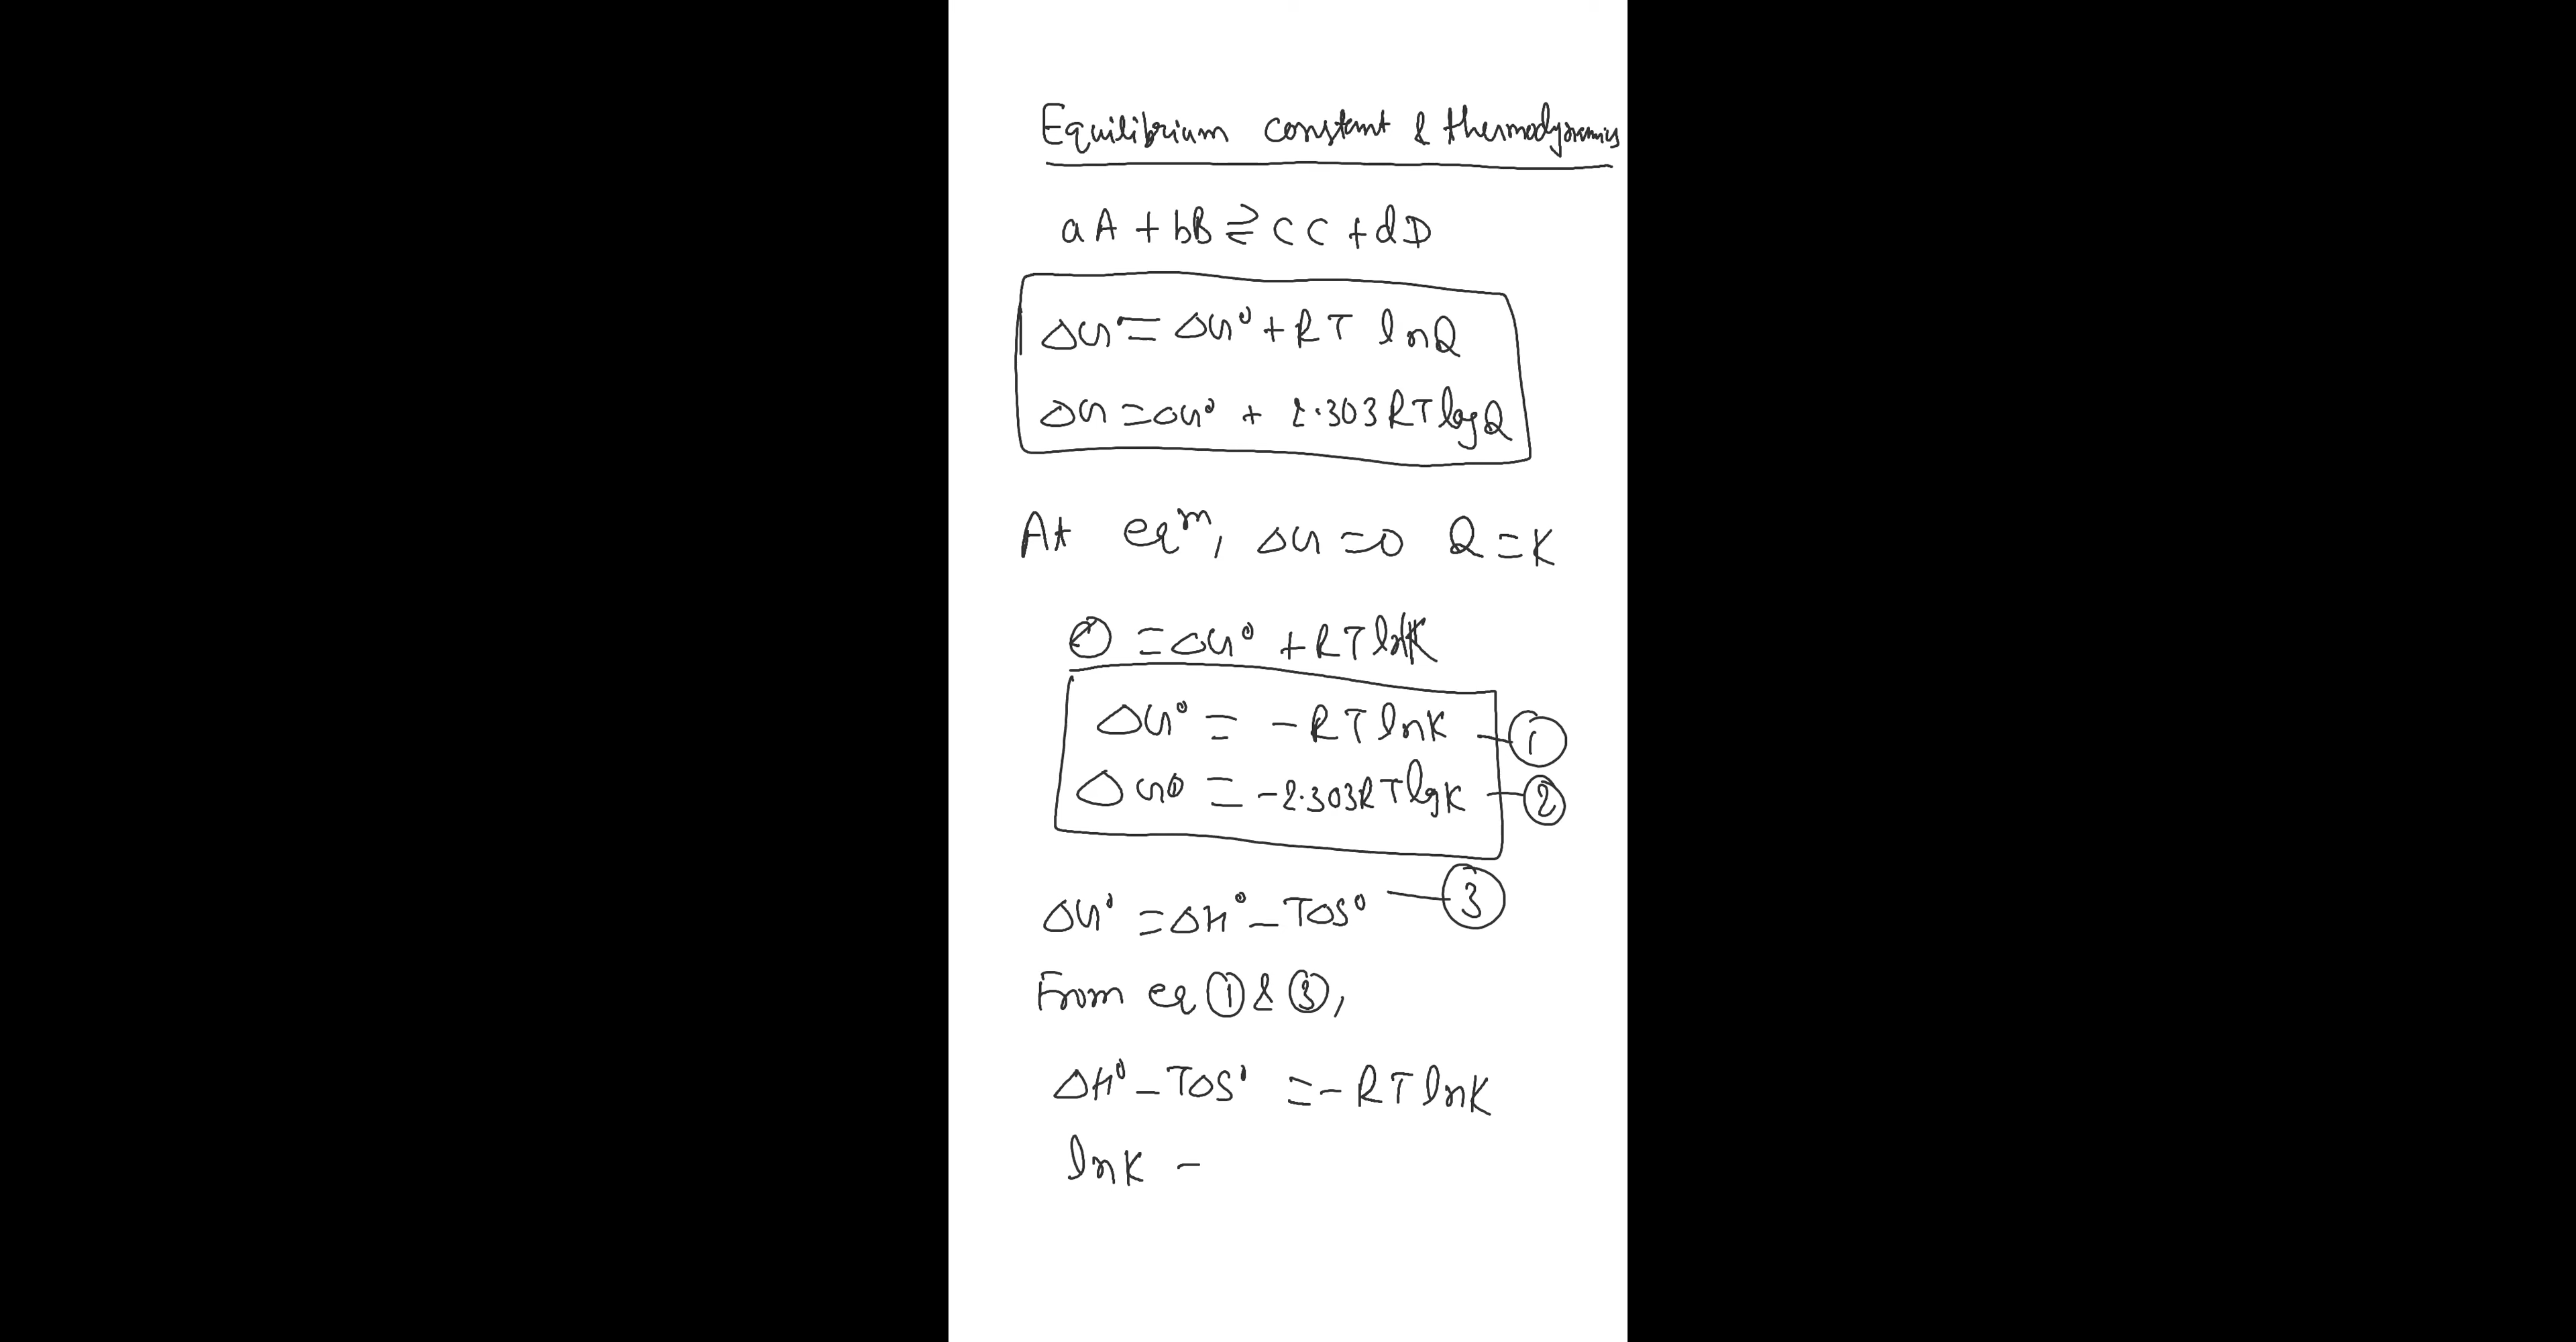 Equilibrium constant & thermodynamics
aA + bB ⇌ cC + dD
ΔG = ΔG° + RT lnQ
ΔG = ΔG° + 2.303 RT log Q
At eqᵐ, ΔG = 0 Q = K
0 = ΔG° + RT lnK
ΔG° = -RT lnK — ①
ΔG° = -2.303RT log K — ②
ΔG° = ΔH° - TΔS° — ③
From eq ① & ③,
ΔH° - TΔS° = -RT lnK
lnK -